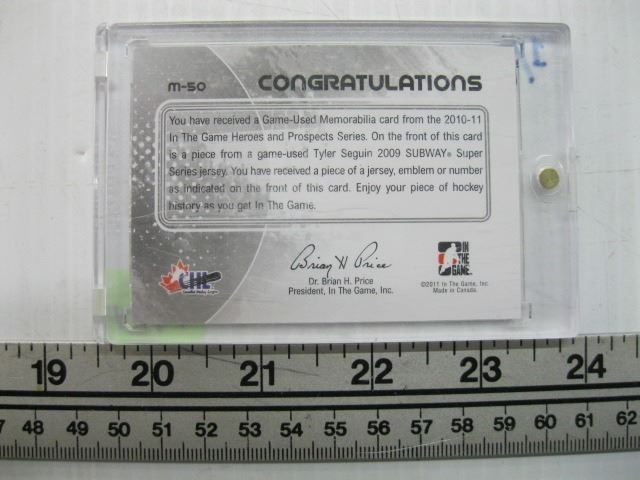 M-50 CONGRATULATIONS
You have received a Game-Used Memorabilia card from the 2010-11
In The Game Heroes and Prospects Series. On the front of this card
is a piece from a game-used Tyler Seguin 2009 SUBWAY® Super
Series jersey. You have received a piece of a jersey, emblem or number
as indicated on the front of this card. Enjoy your piece of hockey
history as you get In The Game.
Brian H Price
Dr. Brian H. Price
President, In The Game, Inc.
CHL
IN
THE
GAME.
©2011 In The Game, Inc.
Made in Canada.
19 20 21 22 23 24
48 49 50 51 52 53 54 55 56 57 58 59 60 61 62